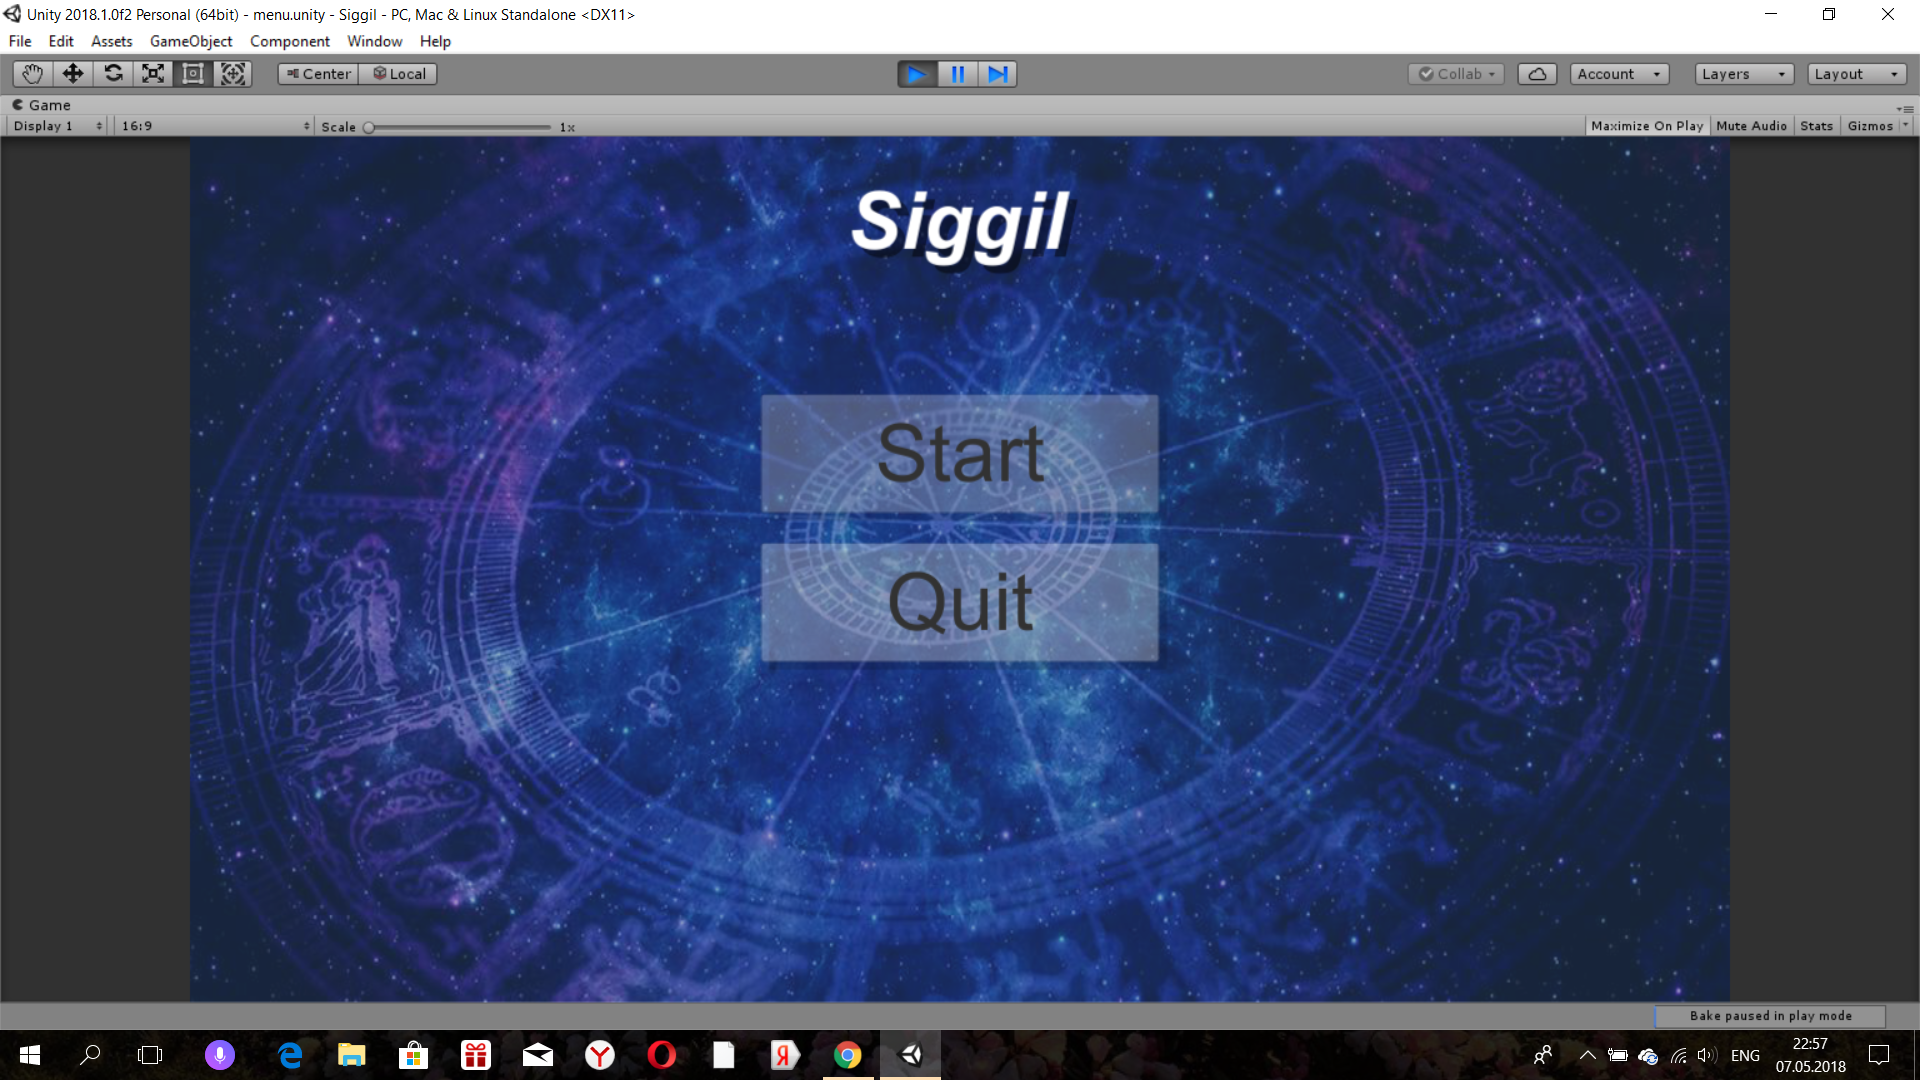 Unity 2018.1.0f2 Personal (64bit) - menu.unity - Siggil - PC, Mac & Linux Standalone <DX11>
File Edit Assets GameObject Component Window Help
Center Local Collab Account Layers Layout
Game
Display 1 16:9 Scale 1x Maximize On Play Mute Audio Stats Gizmos
Siggil
Start
Quit
Bake paused in play mode
Y Я ENG 22:57
07.05.2018